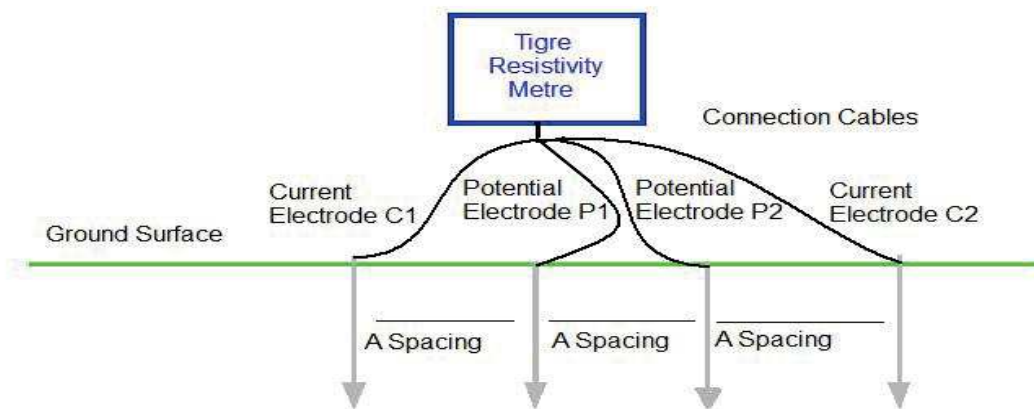 Tigre
Resistivity
Metre
Connection Cables
Current
Electrode C1
Potential
Electrode P1
Potential
Electrode P2
Current
Electrode C2
Ground Surface
A Spacing
A Spacing
A Spacing